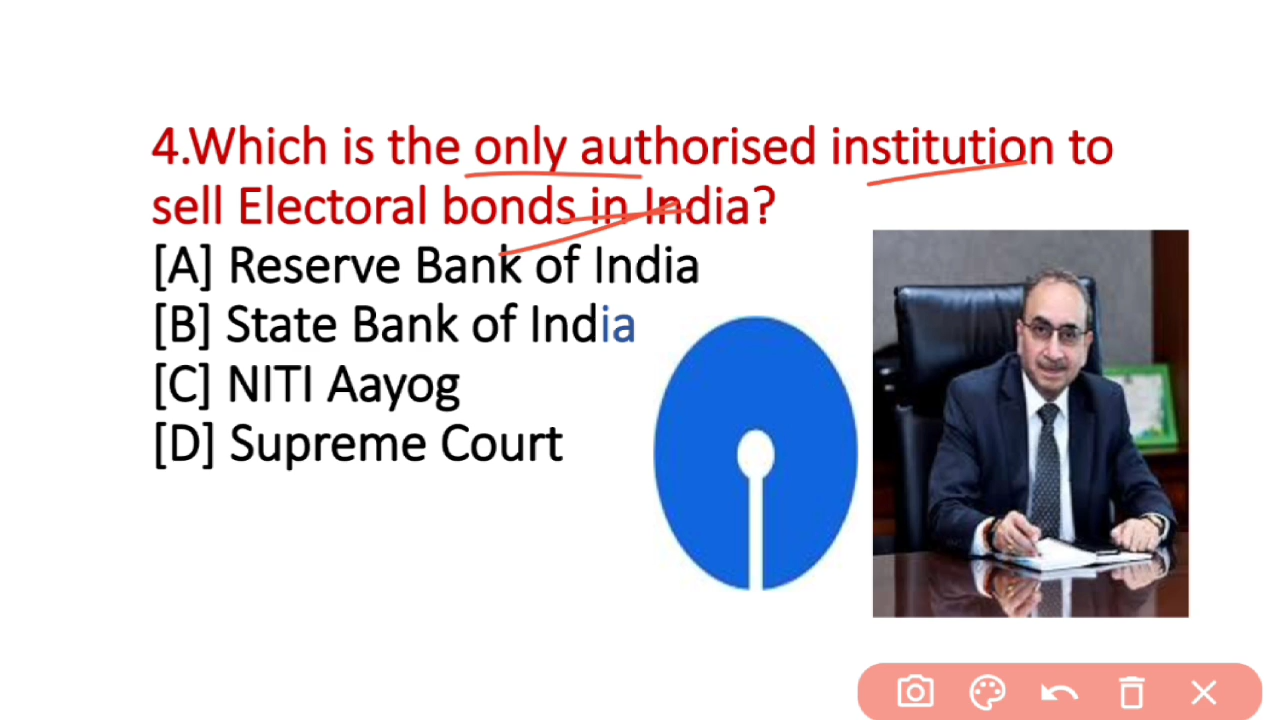 4.Which is the only authorised institution to
sell Electoral bonds in India?
[A] Reserve Bank of India
[B] State Bank of India
[C] NITI Aayog
[D] Supreme Court